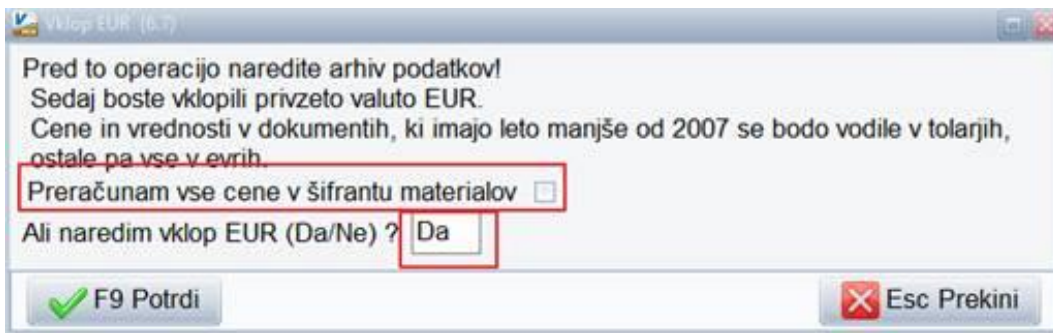 Vklop EUR (6.7)
Pred to operacijo naredite arhiv podatkov!
Sedaj boste vklopili privzeto valuto EUR.
Cene in vrednosti v dokumentih, ki imajo leto manjše od 2007 se bodo vodile v tolarjih,
ostale pa vse v evrih.
Preračunam vse cene v šifrantu materialov
Ali naredim vklop EUR (Da/Ne) ? Da
F9 Potrdi Esc Prekini